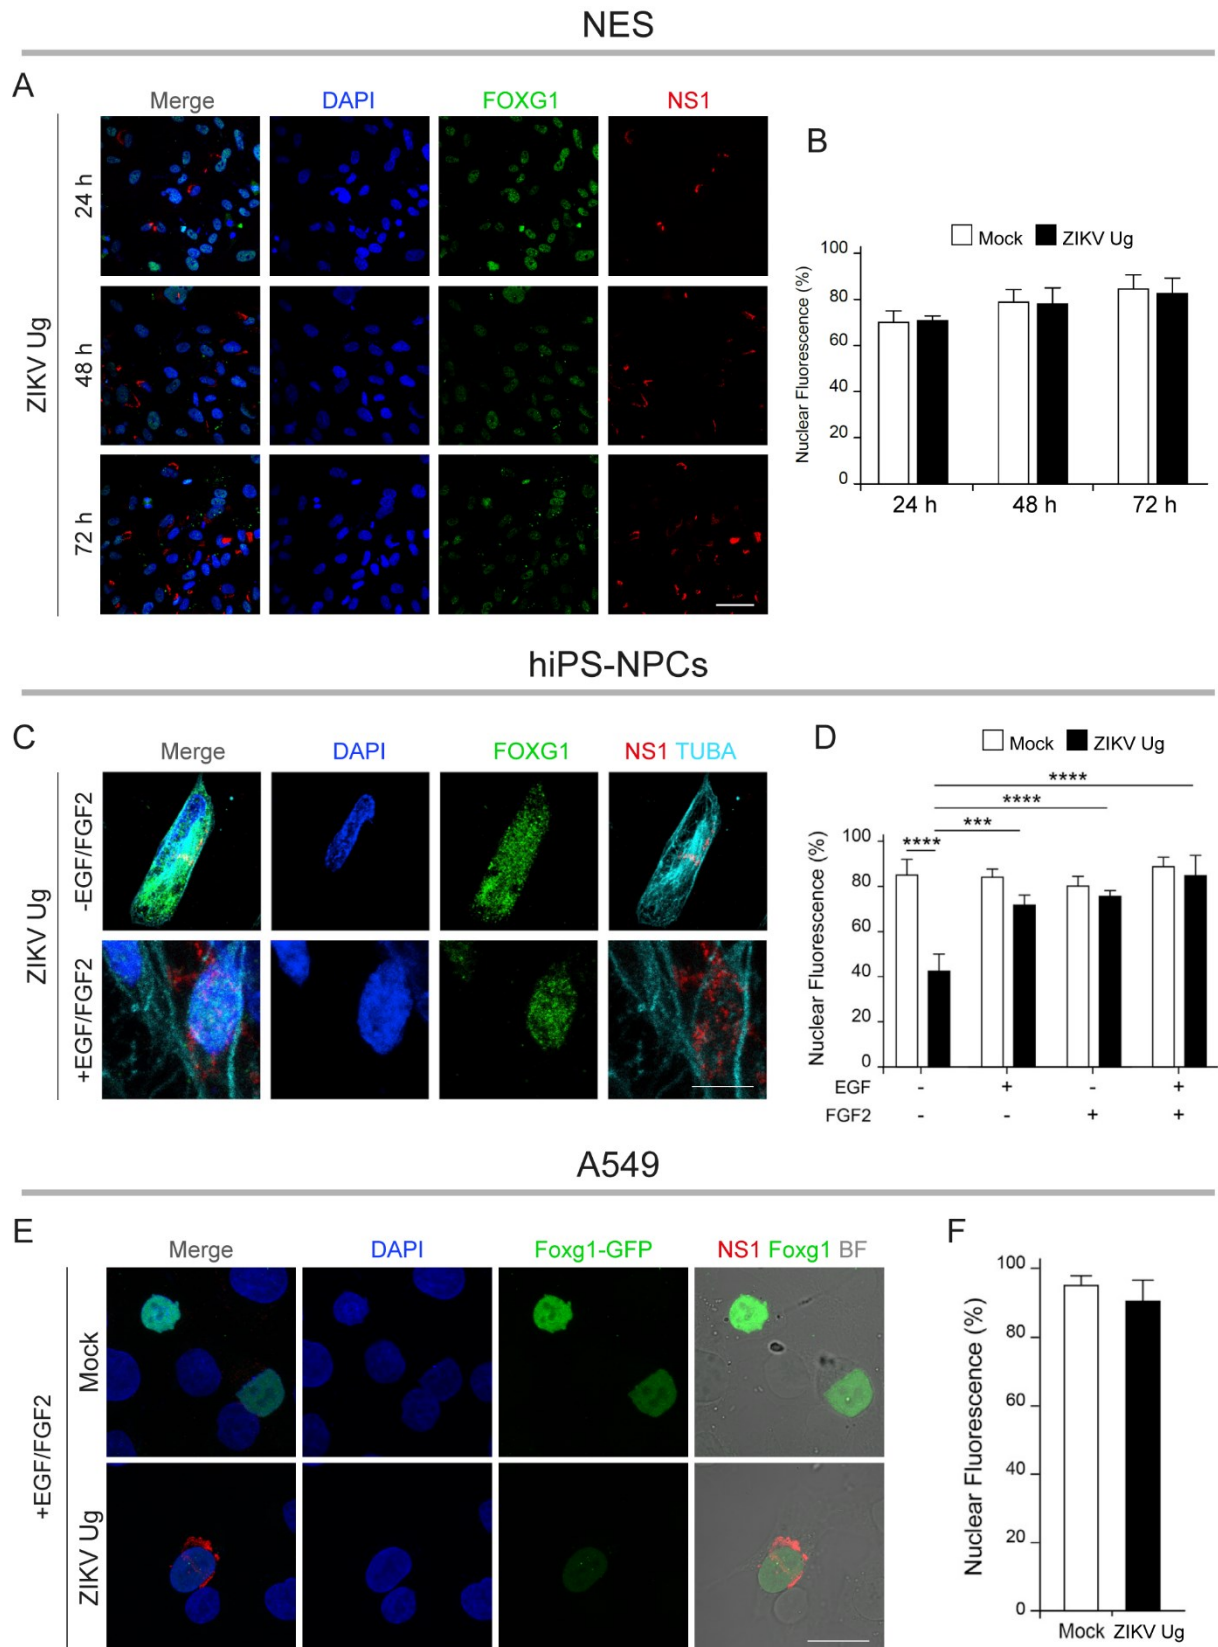 NES
A
Merge DAPI FOXG1 NS1
ZIKV Ug
24 h
48 h
72 h
B
Mock ZIKV Ug
Nuclear Fluorescence (%)
100
80
60
40
20
0
24 h 48 h 72 h
hiPS-NPCs
C
Merge DAPI FOXG1 NS1 TUBA
ZIKV Ug
-EGF/FGF2
+EGF/FGF2
D
Mock ZIKV Ug
****
****
***
****
Nuclear Fluorescence (%)
100
80
60
40
20
0
EGF - + - +
FGF2 - - + +
A549
E
Merge DAPI Foxg1-GFP NS1 Foxg1 BF
+EGF/FGF2
Mock
ZIKV Ug
F
Nuclear Fluorescence (%)
100
80
60
40
20
0
Mock ZIKV Ug